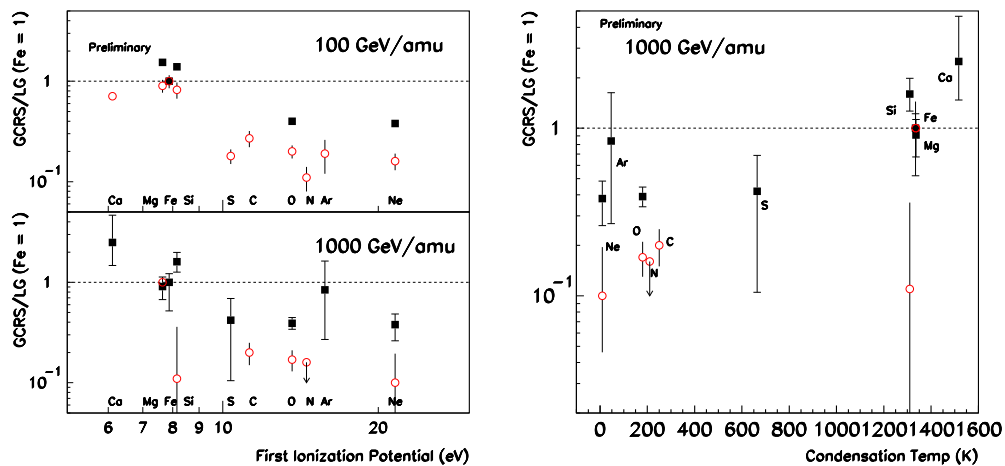 Preliminary
100 GeV/amu
GCRS/LG (Fe = 1)
1
10⁻¹
Ca Mg Fe Si S C O N Ar Ne
1000 GeV/amu
GCRS/LG (Fe = 1)
1
10⁻¹
Ca Mg Fe Si S C O N Ar Ne
6 7 8 9 10 20
First Ionization Potential (eV)
Preliminary
1000 GeV/amu
GCRS/LG (Fe = 1)
Ca
Si
Fe
1
Mg
Ar
S
O
C
Ne
N
10⁻¹
0 200 400 600 800 1000 1200 1400 1600
Condensation Temp (K)